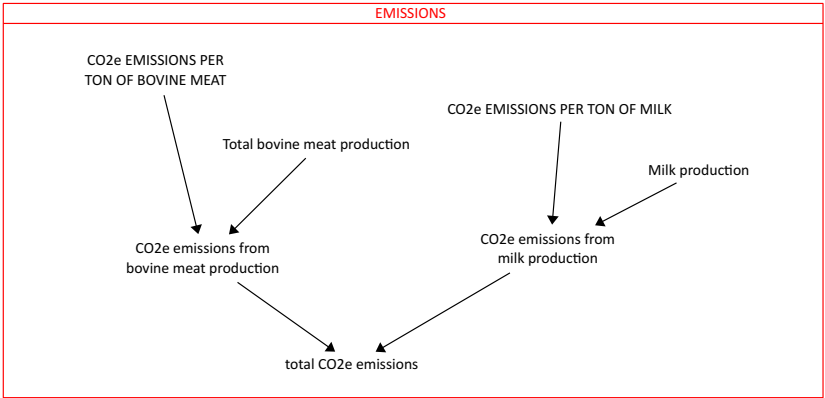 EMISSIONS
CO2e EMISSIONS PER
TON OF BOVINE MEAT
CO2e EMISSIONS PER TON OF MILK
Total bovine meat production
Milk production
CO2e emissions from
bovine meat production
CO2e emissions from
milk production
total CO2e emissions